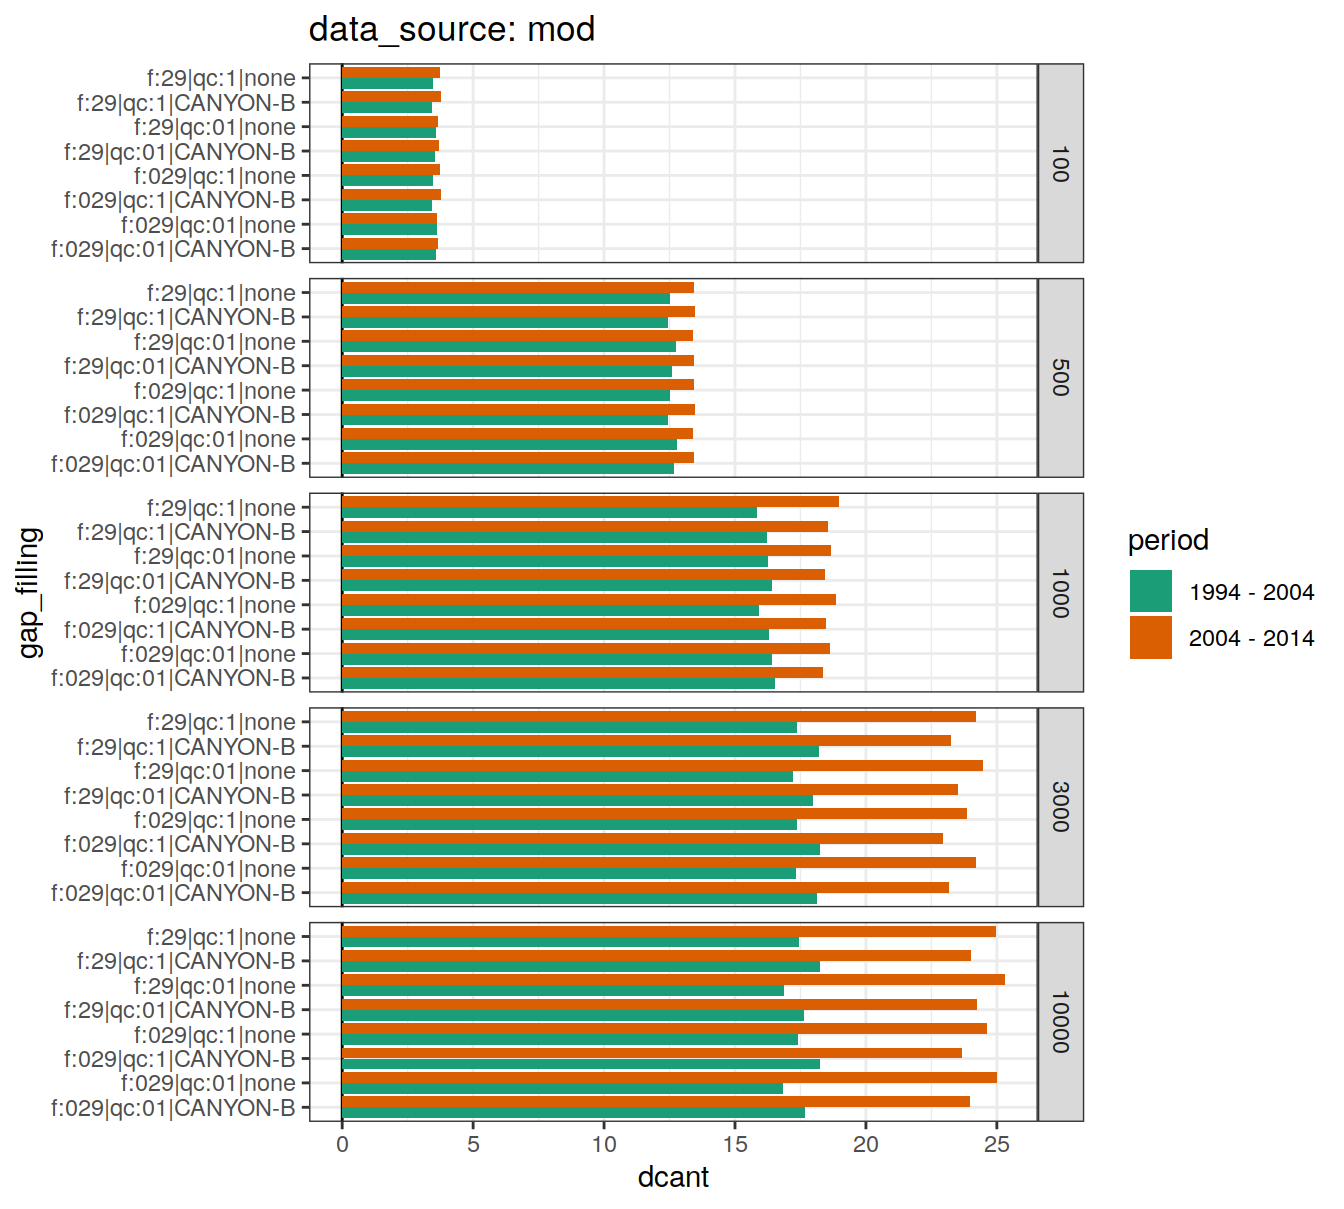 data_source: mod
f:29|qc:1|none
f:29|qc:1|CANYON-B
f:29|qc:01|none
f:29|qc:01|CANYON-B
f:029|qc:1|none
f:029|qc:1|CANYON-B
f:029|qc:01|none
f:029|qc:01|CANYON-B
100
f:29|qc:1|none
f:29|qc:1|CANYON-B
f:29|qc:01|none
f:29|qc:01|CANYON-B
f:029|qc:1|none
f:029|qc:1|CANYON-B
f:029|qc:01|none
f:029|qc:01|CANYON-B
500
gap_filling
f:29|qc:1|none
f:29|qc:1|CANYON-B
f:29|qc:01|none
f:29|qc:01|CANYON-B
f:029|qc:1|none
f:029|qc:1|CANYON-B
f:029|qc:01|none
f:029|qc:01|CANYON-B
1000
f:29|qc:1|none
f:29|qc:1|CANYON-B
f:29|qc:01|none
f:29|qc:01|CANYON-B
f:029|qc:1|none
f:029|qc:1|CANYON-B
f:029|qc:01|none
f:029|qc:01|CANYON-B
3000
f:29|qc:1|none
f:29|qc:1|CANYON-B
f:29|qc:01|none
f:29|qc:01|CANYON-B
f:029|qc:1|none
f:029|qc:1|CANYON-B
f:029|qc:01|none
f:029|qc:01|CANYON-B
10000
0 5 10 15 20 25
dcant
period
1994 - 2004
2004 - 2014